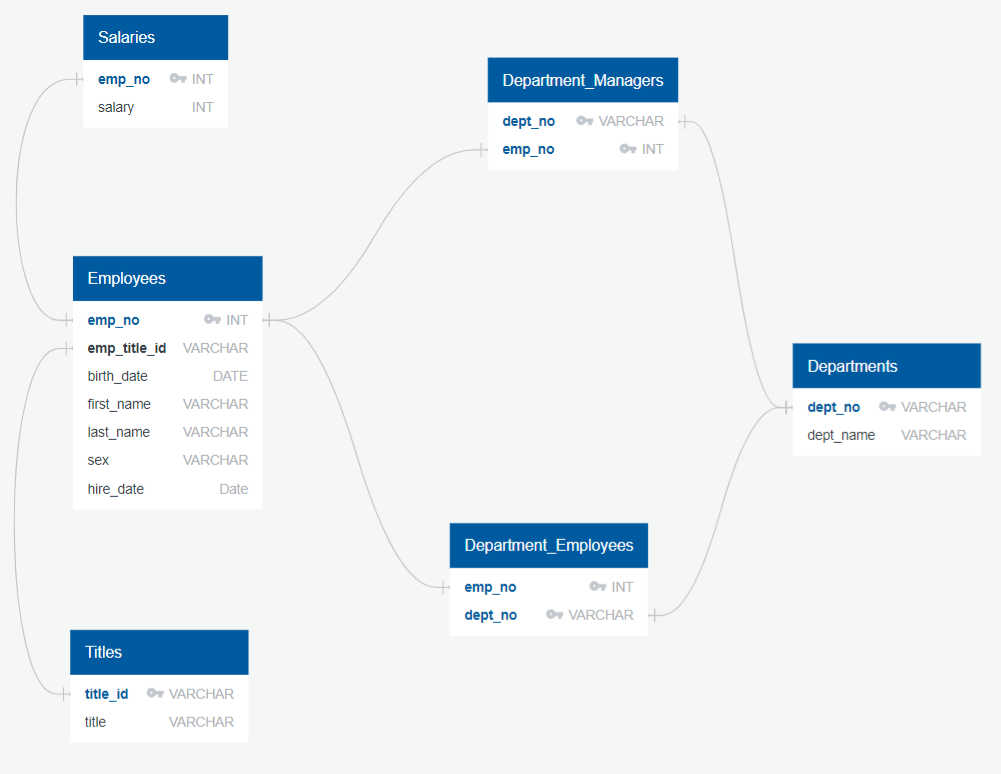 Salaries
emp_no INT
salary INT
Department_Managers
dept_no VARCHAR
emp_no INT
Employees
emp_no INT
emp_title_id VARCHAR
birth_date DATE
first_name VARCHAR
last_name VARCHAR
sex VARCHAR
hire_date Date
Departments
dept_no VARCHAR
dept_name VARCHAR
Department_Employees
emp_no INT
dept_no VARCHAR
Titles
title_id VARCHAR
title VARCHAR